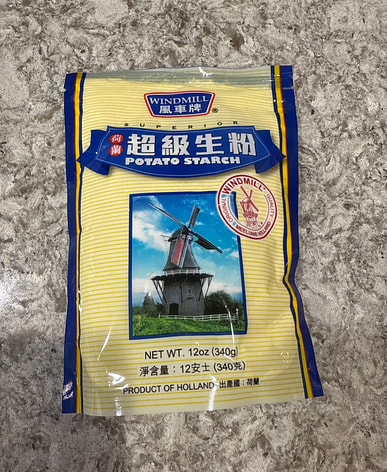 WINDMILL
風車牌®
SUPERIOR
荷蘭
超級生粉
POTATO STARCH
WINDMILL
NET WT. 12oz (340g)
淨含量：12安士 (340克)
PRODUCT OF HOLLAND 出產國：荷蘭